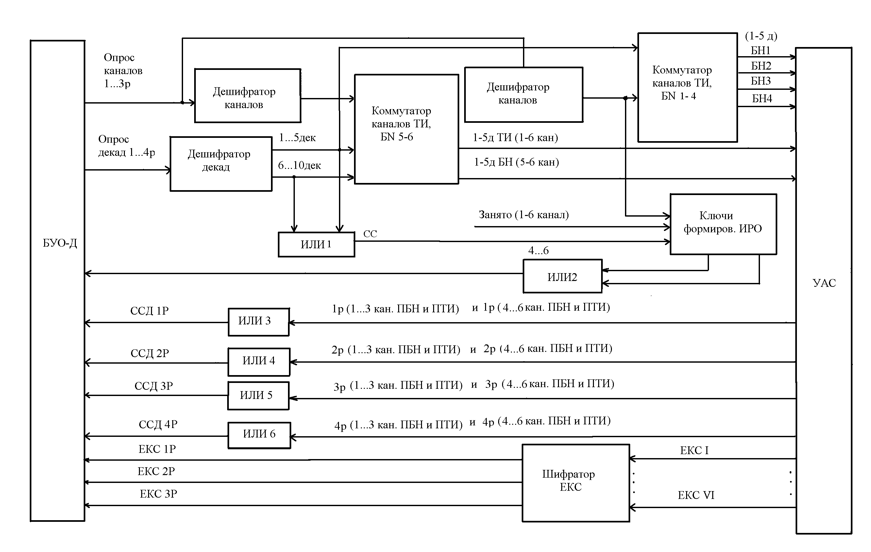 БУО-Д
Опрос
каналов
1...3р
Опрос
декад 1...4р
Дешифратор
каналов
Дешифратор
декад
1...5дек
6...10дек
Коммутатор
каналов ТИ,
БN 5-6
Дешифратор
каналов
Коммутатор
каналов ТИ,
БN 1- 4
(1-5 д)
БН1
БН2
БН3
БН4
1-5д ТИ (1-6 кан)
1-5д БН (5-6 кан)
УАС
ИЛИ 1
СС
Занято (1-6 канал)
Ключи
формиров. ИРО
4...6
ИЛИ2
ССД 1Р
ИЛИ 3
1р (1...3 кан. ПБН и ПТИ) и 1р (4...6 кан. ПБН и ПТИ)
ССД 2Р
ИЛИ 4
2р (1...3 кан. ПБН и ПТИ) и 2р (4...6 кан. ПБН и ПТИ)
ССД 3Р
ИЛИ 5
3р (1...3 кан. ПБН и ПТИ) и 3р (4...6 кан. ПБН и ПТИ)
ССД 4Р
ИЛИ 6
4р (1...3 кан. ПБН и ПТИ) и 4р (4...6 кан. ПБН и ПТИ)
ЕКС 1Р
ЕКС 2Р
ЕКС 3Р
Шифратор
ЕКС
ЕКС I
ЕКС VI